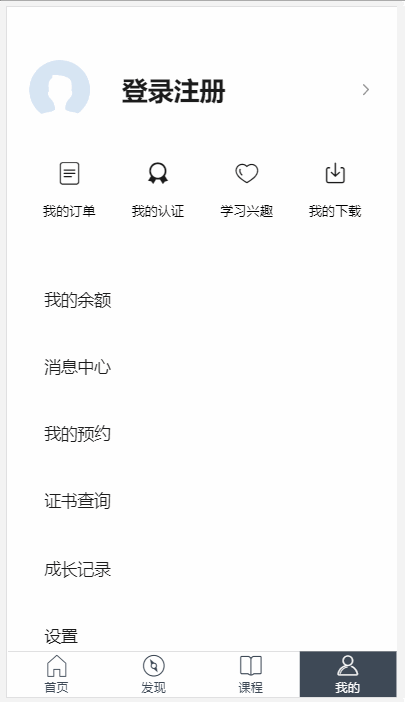 登录注册
我的订单 我的认证 学习兴趣 我的下载
我的余额
消息中心
我的预约
证书查询
成长记录
设置
首页 发现 课程 我的